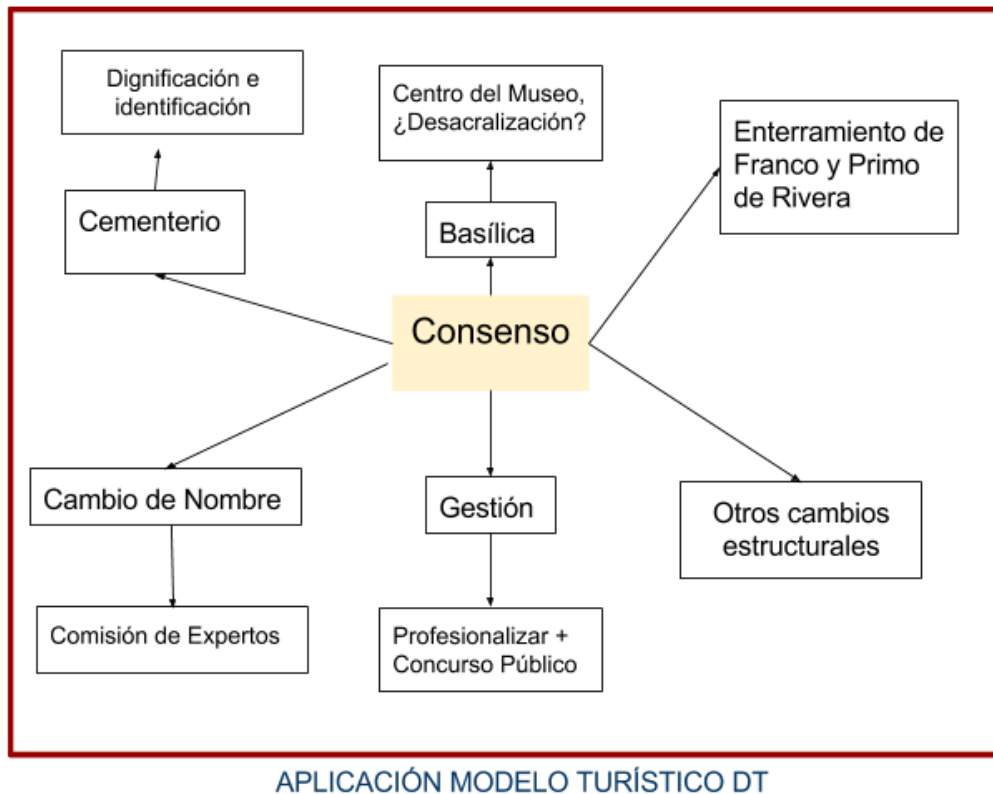 Dignificación e
identificación
Centro del Museo,
¿Desacralización?
Enterramiento de
Franco y Primo
de Rivera
Cementerio
Basílica
Consenso
Cambio de Nombre
Gestión
Otros cambios
estructurales
Comisión de Expertos
Profesionalizar +
Concurso Público
APLICACIÓN MODELO TURÍSTICO DT